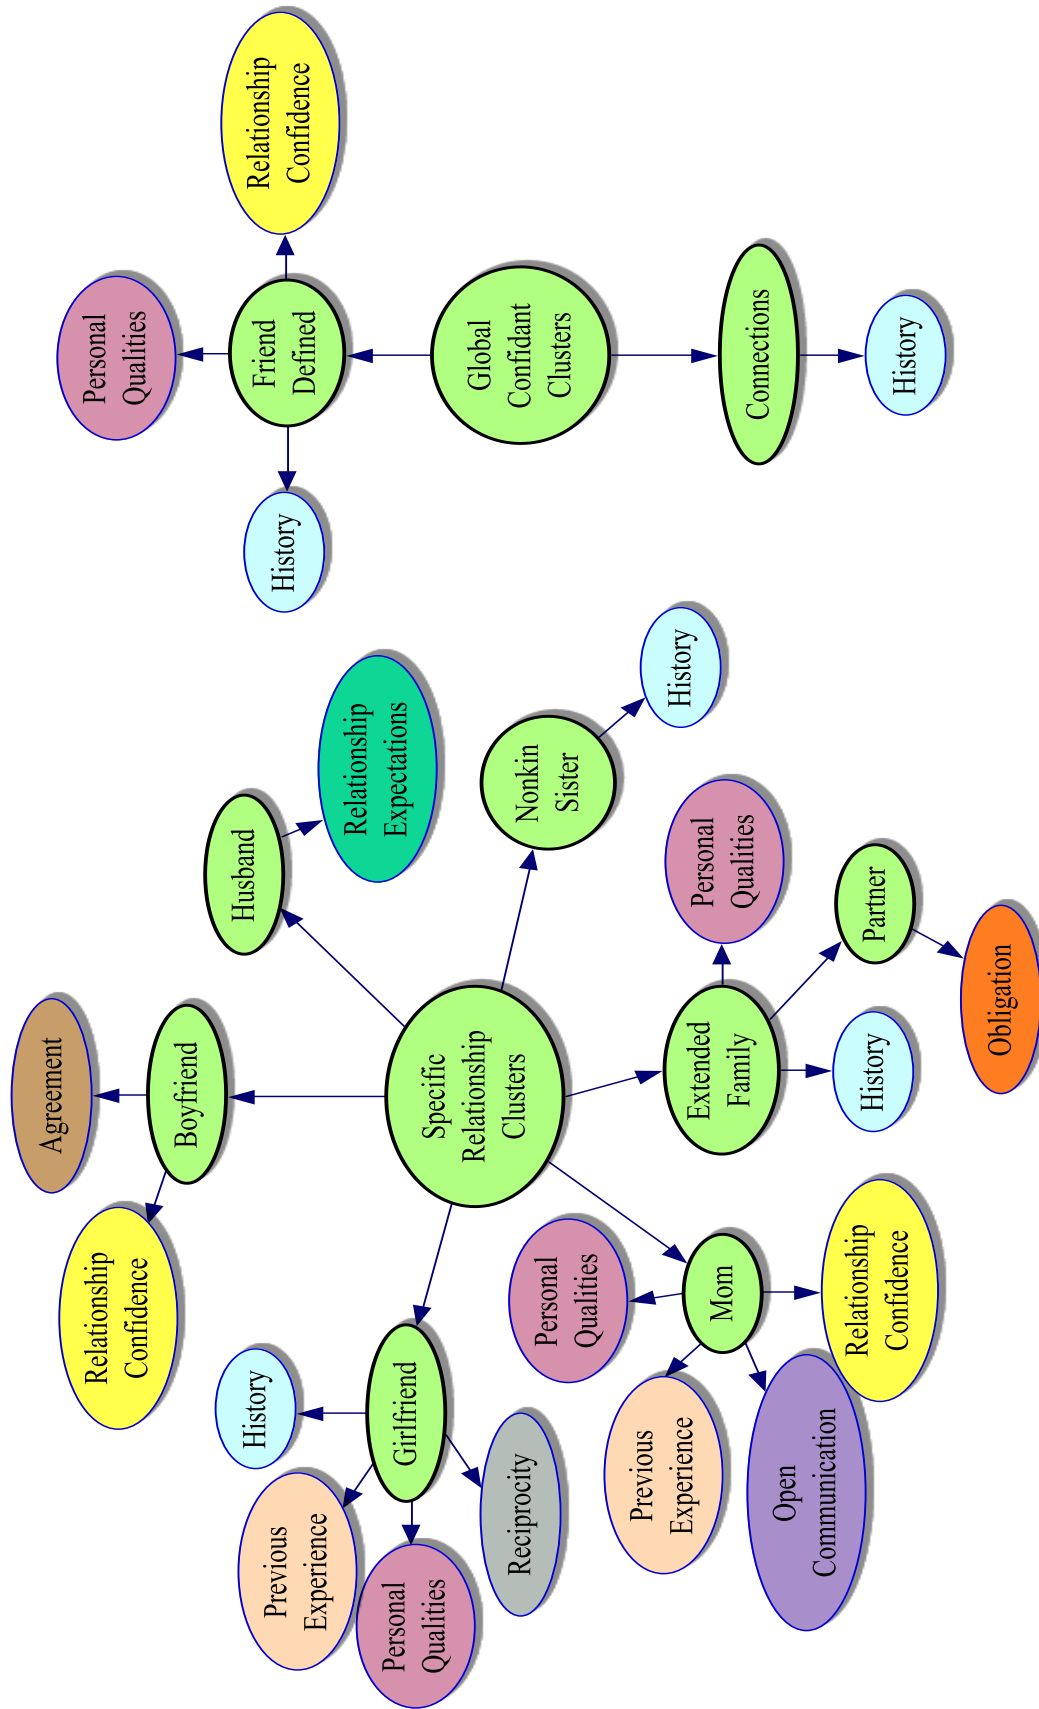 Agreement
Relationship
Confidence
Boyfriend
Husband
History
Previous
Experience
Relationship
Expectations
Girlfriend
Personal
Qualities
Specific
Relationship
Clusters
Reciprocity
Nonkin
Sister
Personal
Qualities
Previous
Experience
History
Mom
Extended
Family
Personal
Qualities
Open
Communication
Relationship
Confidence
History
Partner
Obligation
Personal
Qualities
History
Friend
Defined
Relationship
Confidence
Global
Confidant
Clusters
Connections
History